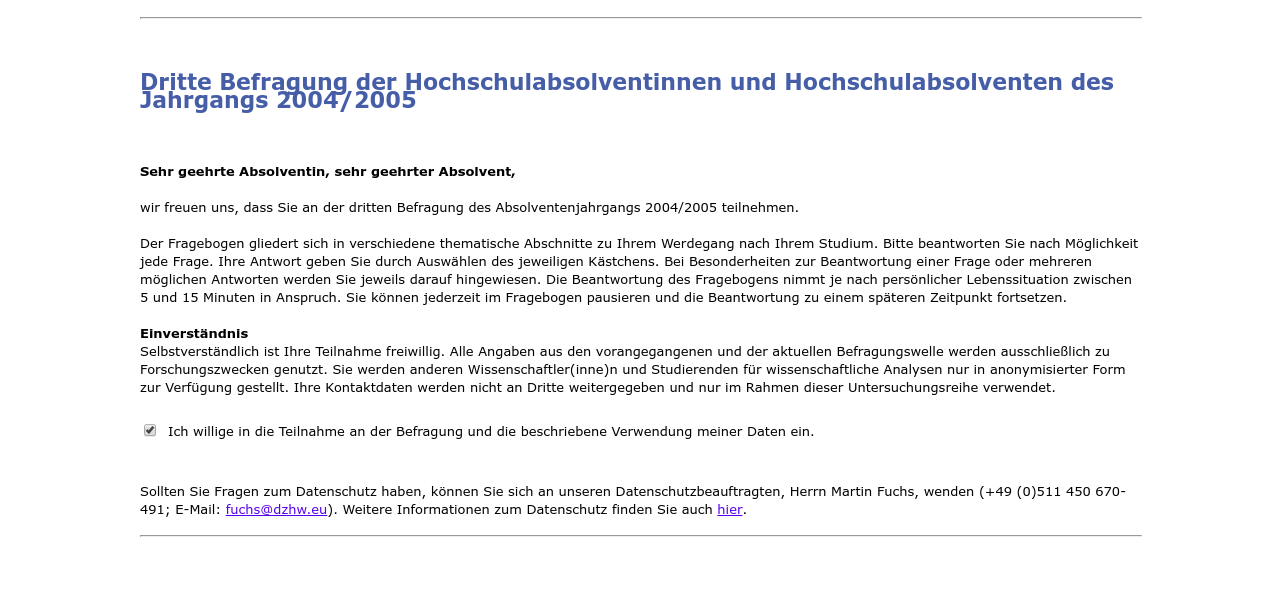 Dritte Befragung der Hochschulabsolventinnen und Hochschulabsolventen des
Jahrgangs 2004/2005
Sehr geehrte Absolventin, sehr geehrter Absolvent,
wir freuen uns, dass Sie an der dritten Befragung des Absolventenjahrgangs 2004/2005 teilnehmen.
Der Fragebogen gliedert sich in verschiedene thematische Abschnitte zu Ihrem Werdegang nach Ihrem Studium. Bitte beantworten Sie nach Möglichkeit
jede Frage. Ihre Antwort geben Sie durch Auswählen des jeweiligen Kästchens. Bei Besonderheiten zur Beantwortung einer Frage oder mehreren
möglichen Antworten werden Sie jeweils darauf hingewiesen. Die Beantwortung des Fragebogens nimmt je nach persönlicher Lebenssituation zwischen
5 und 15 Minuten in Anspruch. Sie können jederzeit im Fragebogen pausieren und die Beantwortung zu einem späteren Zeitpunkt fortsetzen.
Einverständnis
Selbstverständlich ist Ihre Teilnahme freiwillig. Alle Angaben aus den vorangegangenen und der aktuellen Befragungswelle werden ausschließlich zu
Forschungszwecken genutzt. Sie werden anderen Wissenschaftler(inne)n und Studierenden für wissenschaftliche Analysen nur in anonymisierter Form
zur Verfügung gestellt. Ihre Kontaktdaten werden nicht an Dritte weitergegeben und nur im Rahmen dieser Untersuchungsreihe verwendet.
Ich willige in die Teilnahme an der Befragung und die beschriebene Verwendung meiner Daten ein.
Sollten Sie Fragen zum Datenschutz haben, können Sie sich an unseren Datenschutzbeauftragten, Herrn Martin Fuchs, wenden (+49 (0)511 450 670-
491; E-Mail: fuchs@dzhw.eu). Weitere Informationen zum Datenschutz finden Sie auch hier.